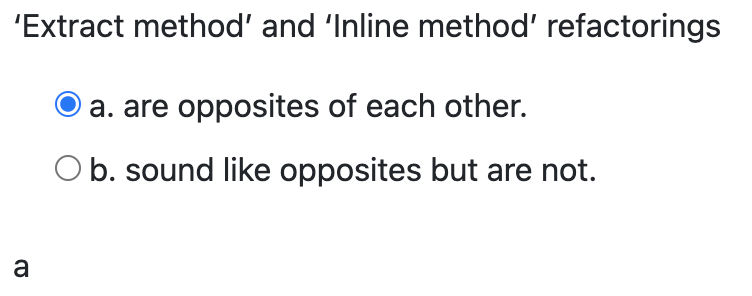 ‘Extract method’ and ‘Inline method’ refactorings
a. are opposites of each other.
b. sound like opposites but are not.
a